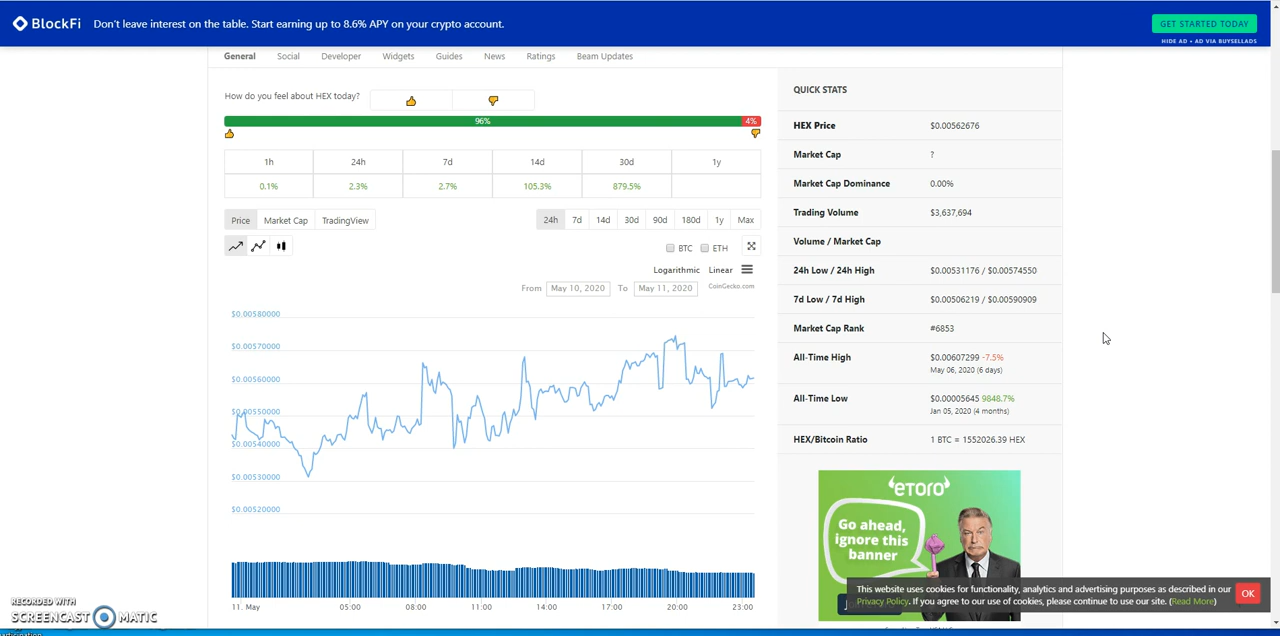 BlockFi Don't leave interest on the table. Start earning up to 8.6% APY on your crypto account.
GET STARTED TODAY
HIDE AD • AD VIA BUYSELLADS
General Social Developer Widgets Guides News Ratings Beam Updates
How do you feel about HEX today?
96% 4%
1h 24h 7d 14d 30d 1y
0.1% 2.3% 2.7% 105.3% 879.5%
Price Market Cap TradingView
24h 7d 14d 30d 90d 180d 1y Max
BTC ETH
Logarithmic Linear
From May 10, 2020 To May 11, 2020
CoinGecko.com
$0.00580000
$0.00570000
$0.00560000
$0.00550000
$0.00540000
$0.00530000
$0.00520000
11. May 05:00 08:00 11:00 14:00 17:00 20:00 23:00
QUICK STATS
HEX Price $0.00562676
Market Cap ?
Market Cap Dominance 0.00%
Trading Volume $3,637,694
Volume / Market Cap
24h Low / 24h High $0.00531176 / $0.00574550
7d Low / 7d High $0.00506219 / $0.00590909
Market Cap Rank #6853
All-Time High $0.00607299 -7.5%
May 06, 2020 (6 days)
All-Time Low $0.00005645 9848.7%
Jan 05, 2020 (4 months)
HEX/Bitcoin Ratio 1 BTC = 1552026.39 HEX
eToro
Go ahead,
ignore this
banner
This website uses cookies for functionality, analytics and advertising purposes as described in our
Privacy Policy. If you agree to our use of cookies, please continue to use our site. (Read More)
OK
RECORDED WITH
SCREENCAST MATIC